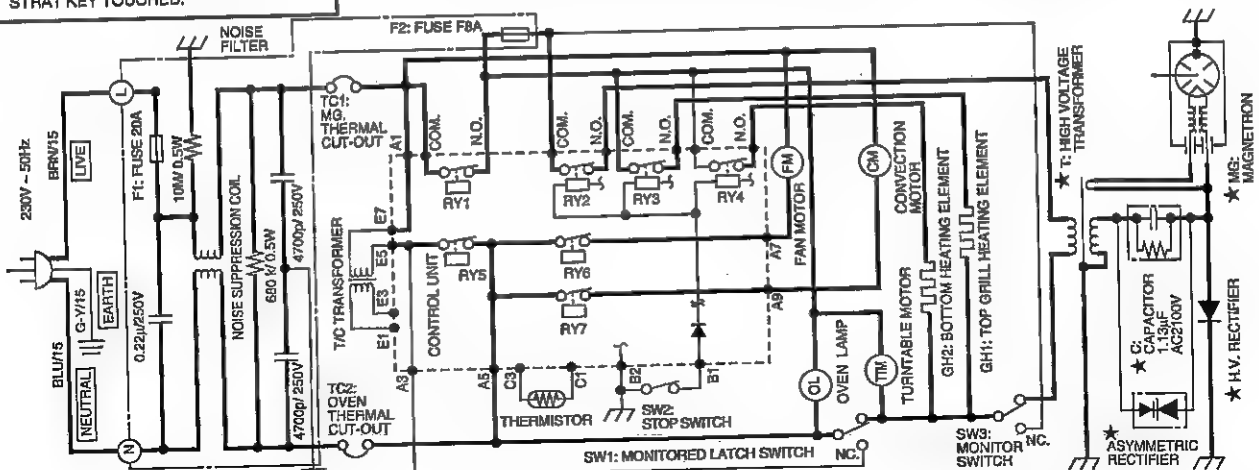 STRAY KEY TOUCHED.
NOISE
FILTER
F2: FUSE F8A
230V ~ 50Hz
BRN/15
LIVE
L
F1: FUSE 20A
10M/ 0.5W
G-Y/15
EARTH
0.22µ/250V
BLU/15
NEUTRAL
N
NOISE SUPPRESSION COIL
680 k/ 0.5W
4700p/ 250V
4700p/ 250V
TC1:
MG.
THERMAL
CUT-OUT
TC2:
OVEN
THERMAL
CUT-OUT
T/C TRANSFORMER
CONTROL UNIT
A1
E7
E5
E3
E1
A3
A5
COM.
N.O.
RY1
COM.
N.O.
RY2
COM.
N.O.
RY3
COM.
N.O.
RY4
RY5
RY6
RY7
A7
A9
C3
C1
THERMISTOR
B2
B1
SW2:
STOP SWITCH
FM
FAN MOTOR
CM
CONVECTION
MOTOR
OL
OVEN LAMP
TTM
TURNTABLE MOTOR
GH2: BOTTOM HEATING ELEMENT
GH1: TOP GRILL HEATING ELEMENT
SW1: MONITORED LATCH SWITCH
NC.
SW3:
MONITOR
SWITCH
NC.
★ T: HIGH VOLTAGE
TRANSFORMER
★ MG:
MAGNETRON
★ C:
CAPACITOR
1.13µF
AC2100V
★ H.V. RECTIFIER
★
ASYMMETRIC
RECTIFIER